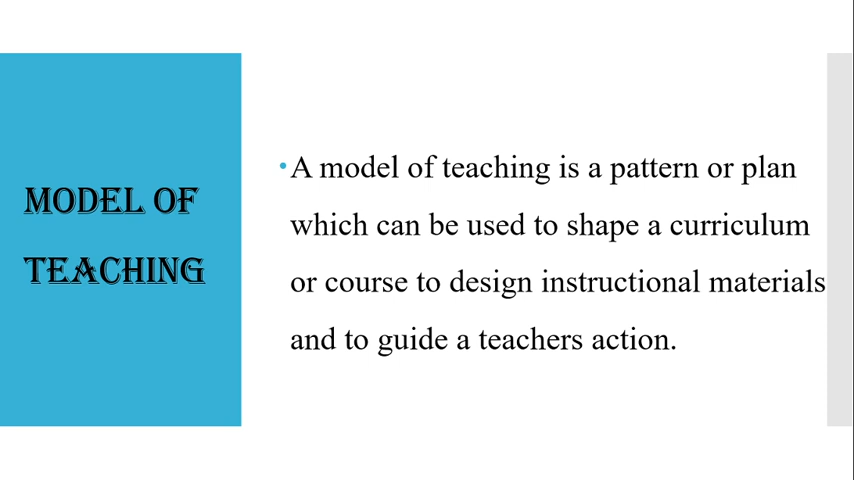 MODEL OF
TEACHING
• A model of teaching is a pattern or plan
which can be used to shape a curriculum
or course to design instructional materials
and to guide a teachers action.